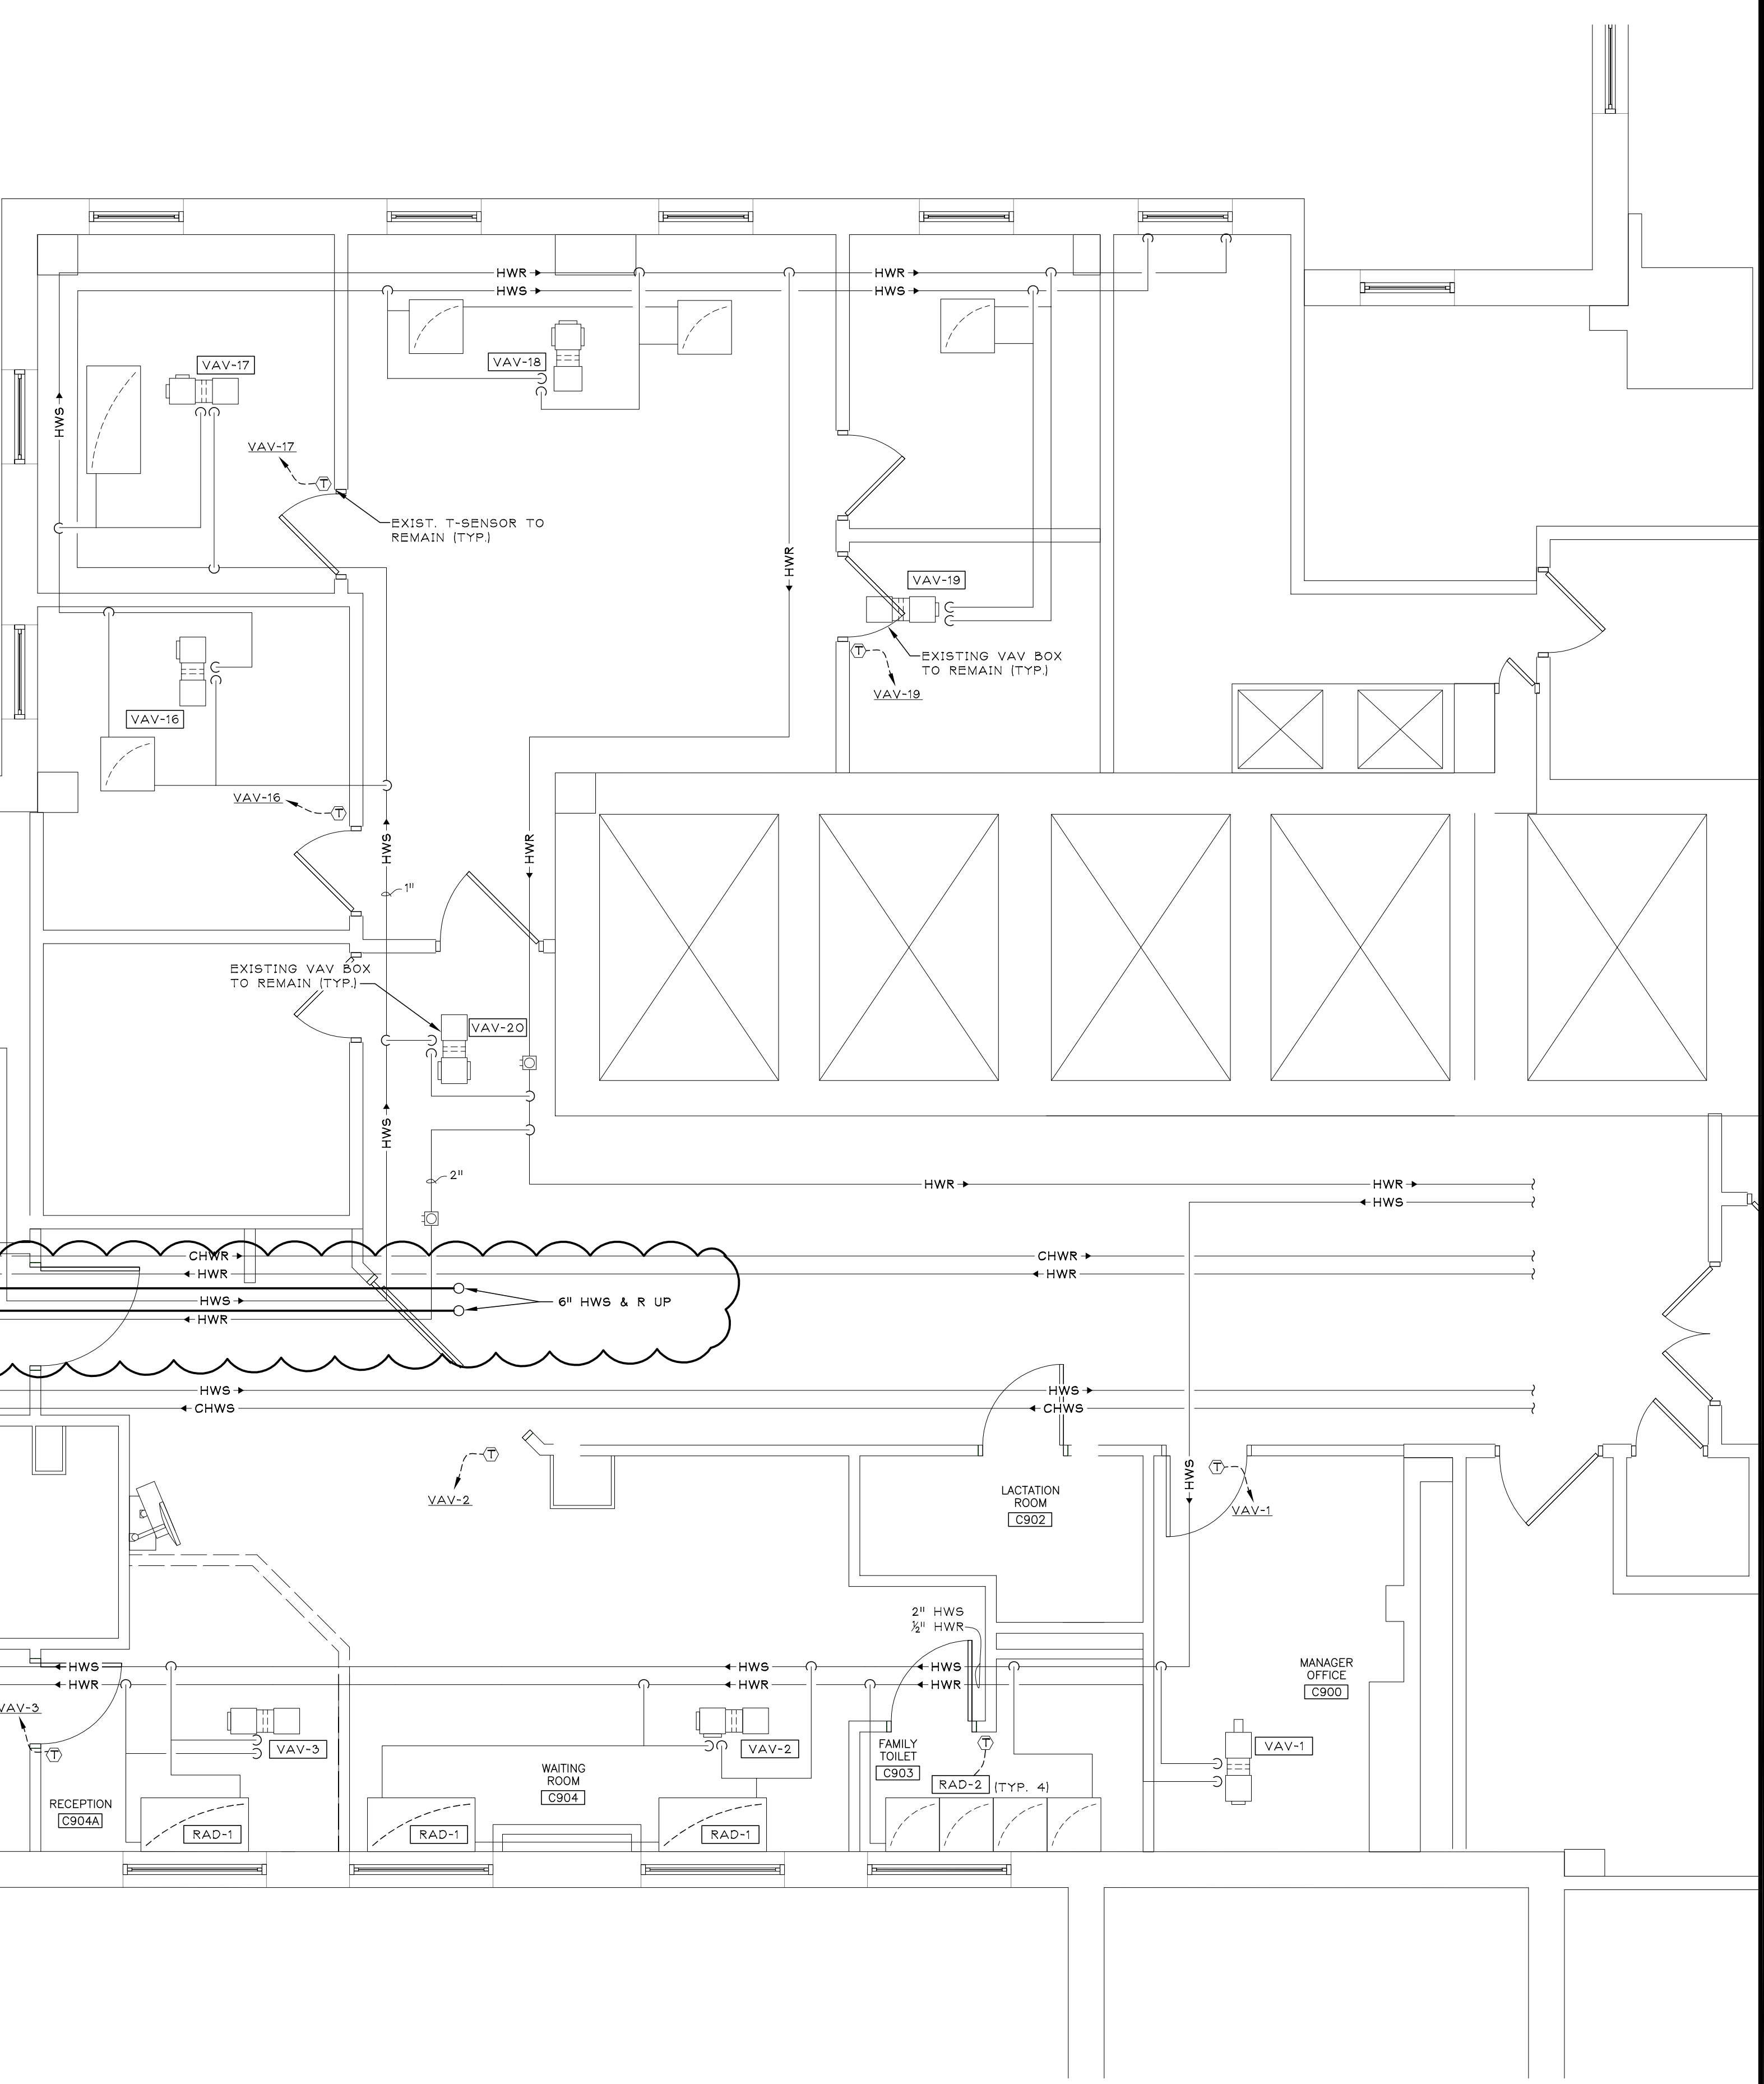 HWR
HWR
HWS
HWS
VAV-17
VAV-18
HWS
VAV-17
EXIST. T-SENSOR TO
REMAIN (TYP.)
T
HWR
VAV-19
T
EXISTING VAV BOX
TO REMAIN (TYP.)
VAV-19
VAV-16
VAV-16
T
HWS
HWR
1"
EXISTING VAV BOX
TO REMAIN (TYP.)
VAV-20
HWS
2"
HWR
HWR
HWS
CHWR
CHWR
HWR
HWR
HWS
6" HWS & R UP
HWR
HWS
HWS
CHWS
CHWS
T
VAV-2
HWS
T
VAV-1
LACTATION
ROOM
C902
2" HWS
½" HWR
HWS
HWS
HWS
HWR
HWR
HWR
MANAGER
OFFICE
C900
VAV-3
T
VAV-3
VAV-2
FAMILY
TOILET
C903
T
VAV-1
WAITING
ROOM
C904
RAD-2 (TYP. 4)
RECEPTION
C904A
RAD-1
RAD-1
RAD-1